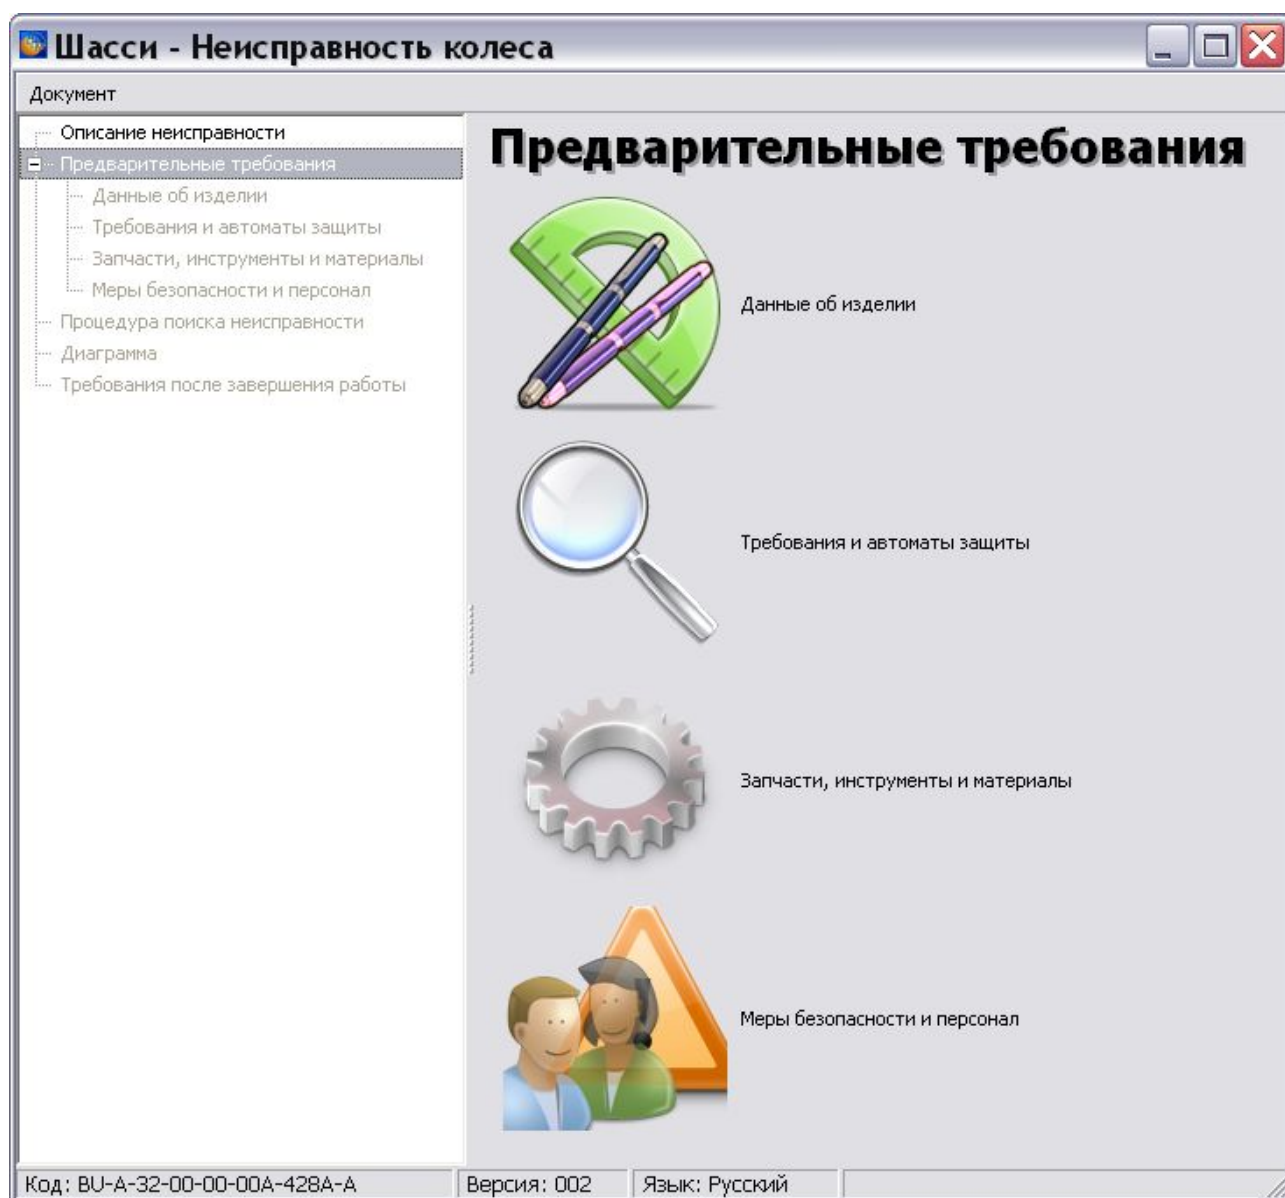 Шасси - Неисправность колеса
Документ
Описание неисправности
Предварительные требования
Данные об изделии
Требования и автоматы защиты
Запчасти, инструменты и материалы
Меры безопасности и персонал
Процедура поиска неисправности
Диаграмма
Требования после завершения работы
Предварительные требования
Данные об изделии
Требования и автоматы защиты
Запчасти, инструменты и материалы
Меры безопасности и персонал
Код: BU-A-32-00-00-00A-428A-A
Версия: 002
Язык: Русский